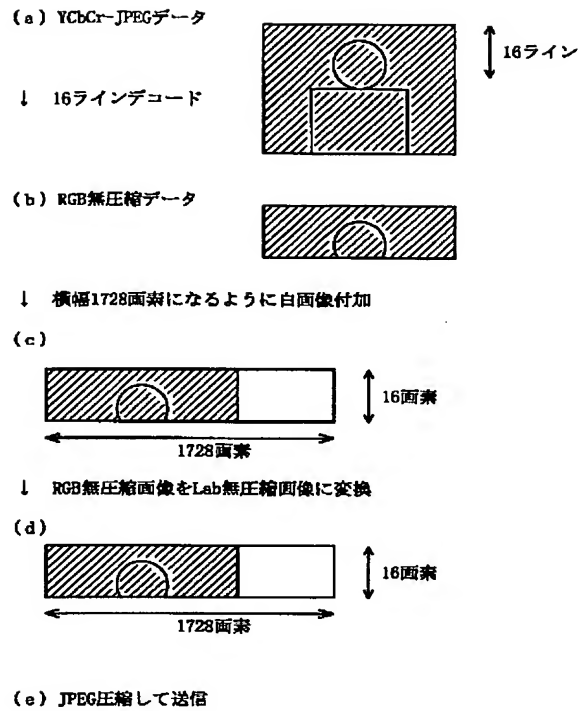 (a) YCbCr-JPEGデータ
16ライン
↓ 16ラインデコード
(b) RGB無圧縮データ
↓ 横幅1728画素になるように白画像付加
(c)
16画素
1728画素
↓ RGB無圧縮画像をLab無圧縮画像に変換
(d)
16画素
1728画素
(e) JPEG圧縮して送信